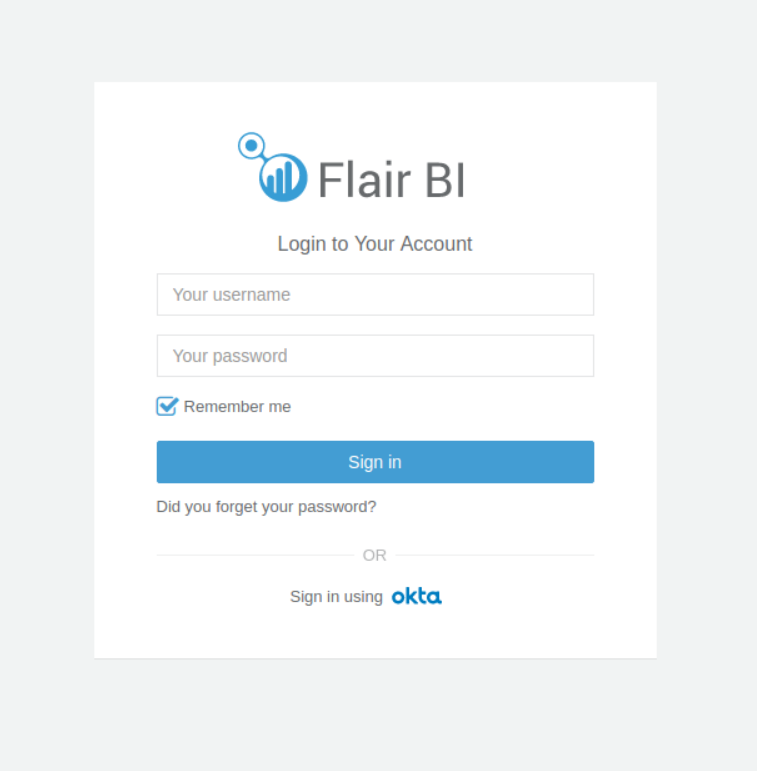 Flair BI
Login to Your Account
Your username
Your password
Remember me
Sign in
Did you forget your password?
OR
Sign in using okta